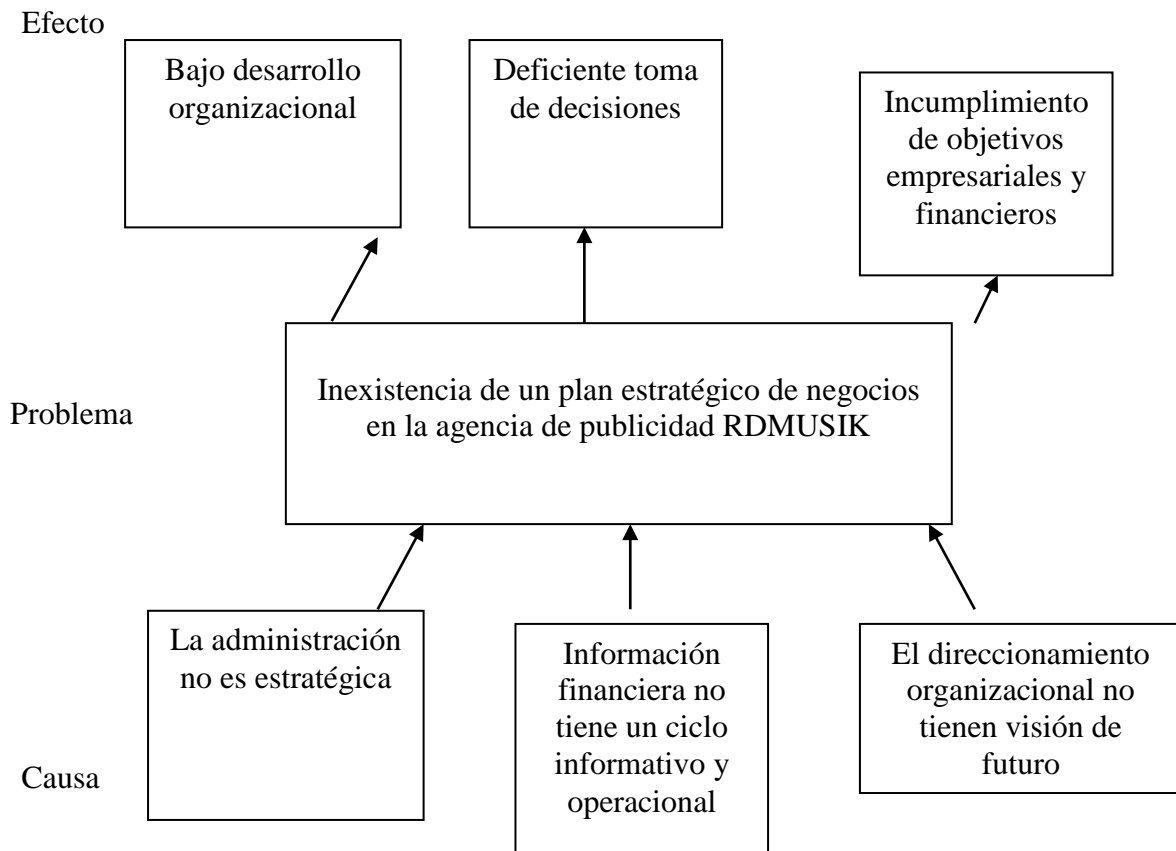 Efecto
Bajo desarrollo
organizacional
Deficiente toma
de decisiones
Incumplimiento
de objetivos
empresariales y
financieros
Problema
Inexistencia de un plan estratégico de negocios
en la agencia de publicidad RDMUSIK
La administración
no es estratégica
Información
financiera no
tiene un ciclo
informativo y
operacional
El direccionamiento
organizacional no
tienen visión de
futuro
Causa